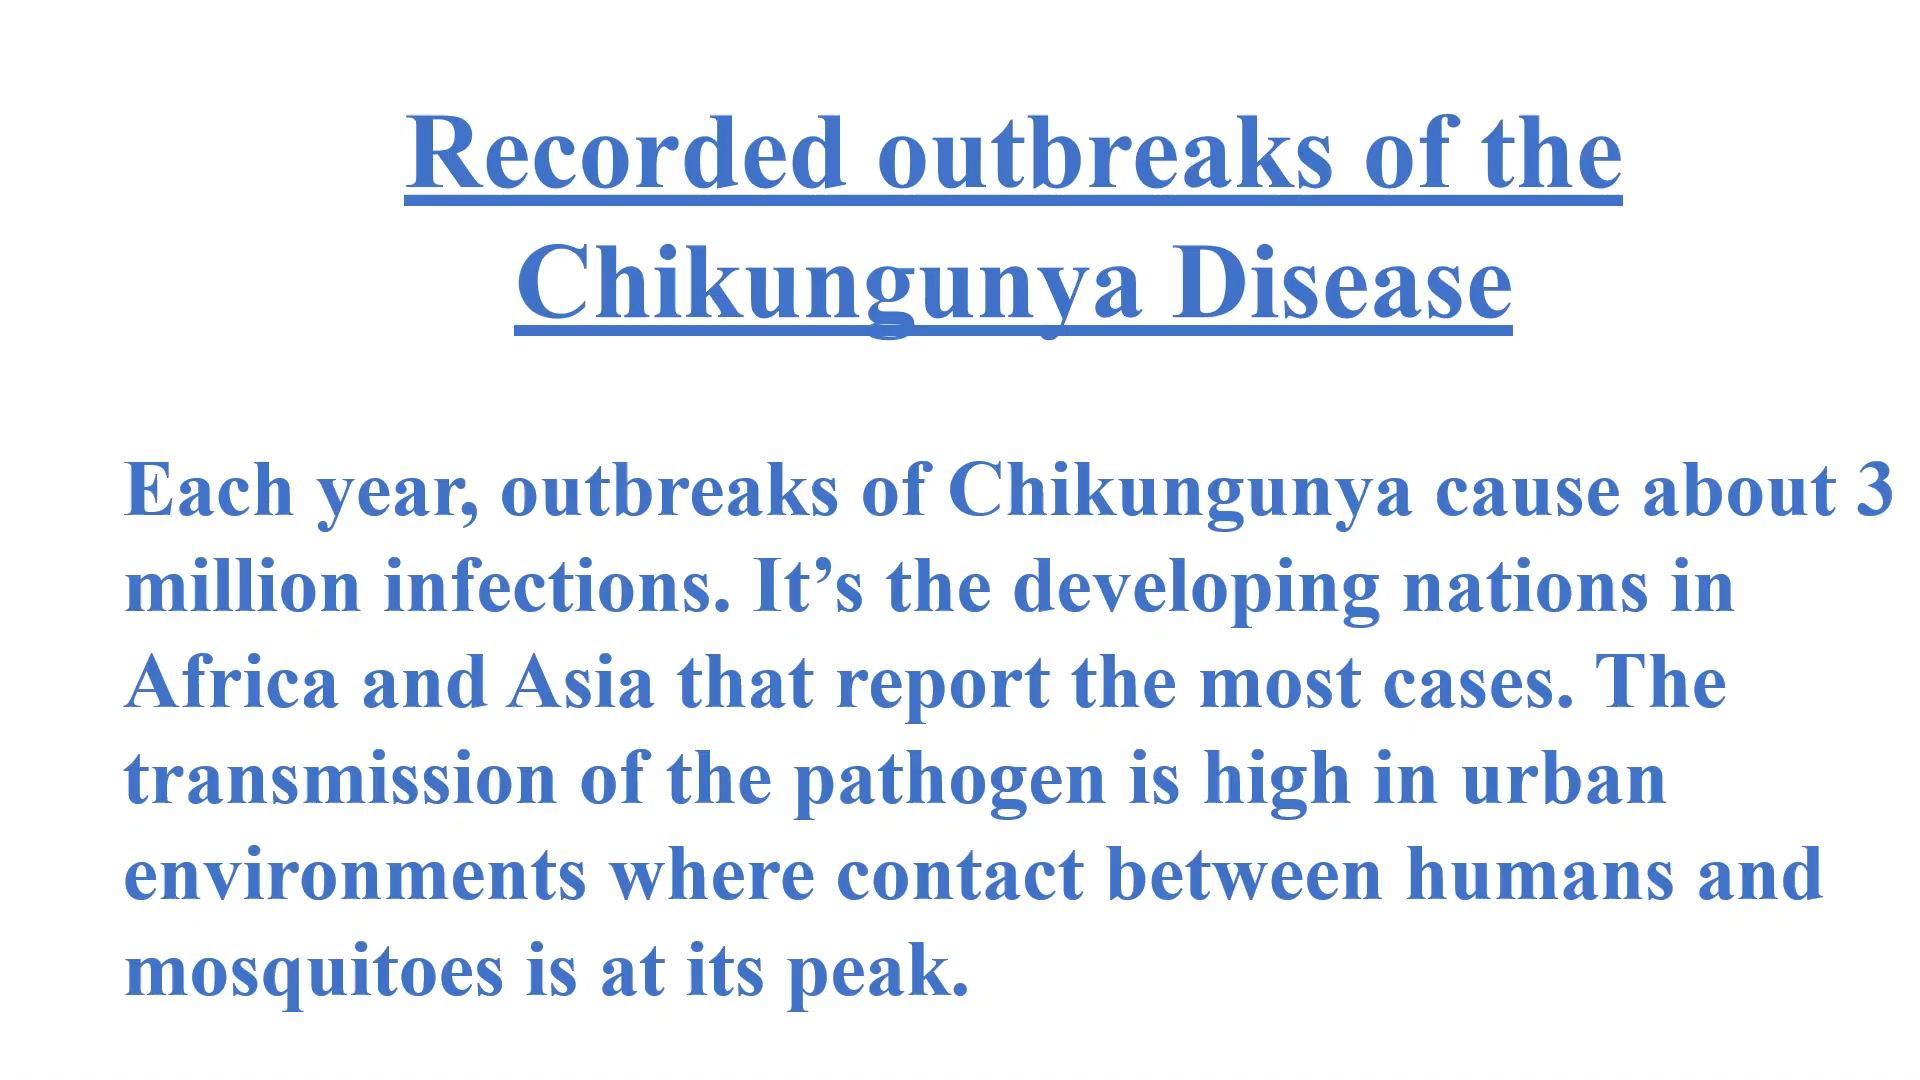 Recorded outbreaks of the
Chikungunya Disease
Each year, outbreaks of Chikungunya cause about 3
million infections. It’s the developing nations in
Africa and Asia that report the most cases. The
transmission of the pathogen is high in urban
environments where contact between humans and
mosquitoes is at its peak.